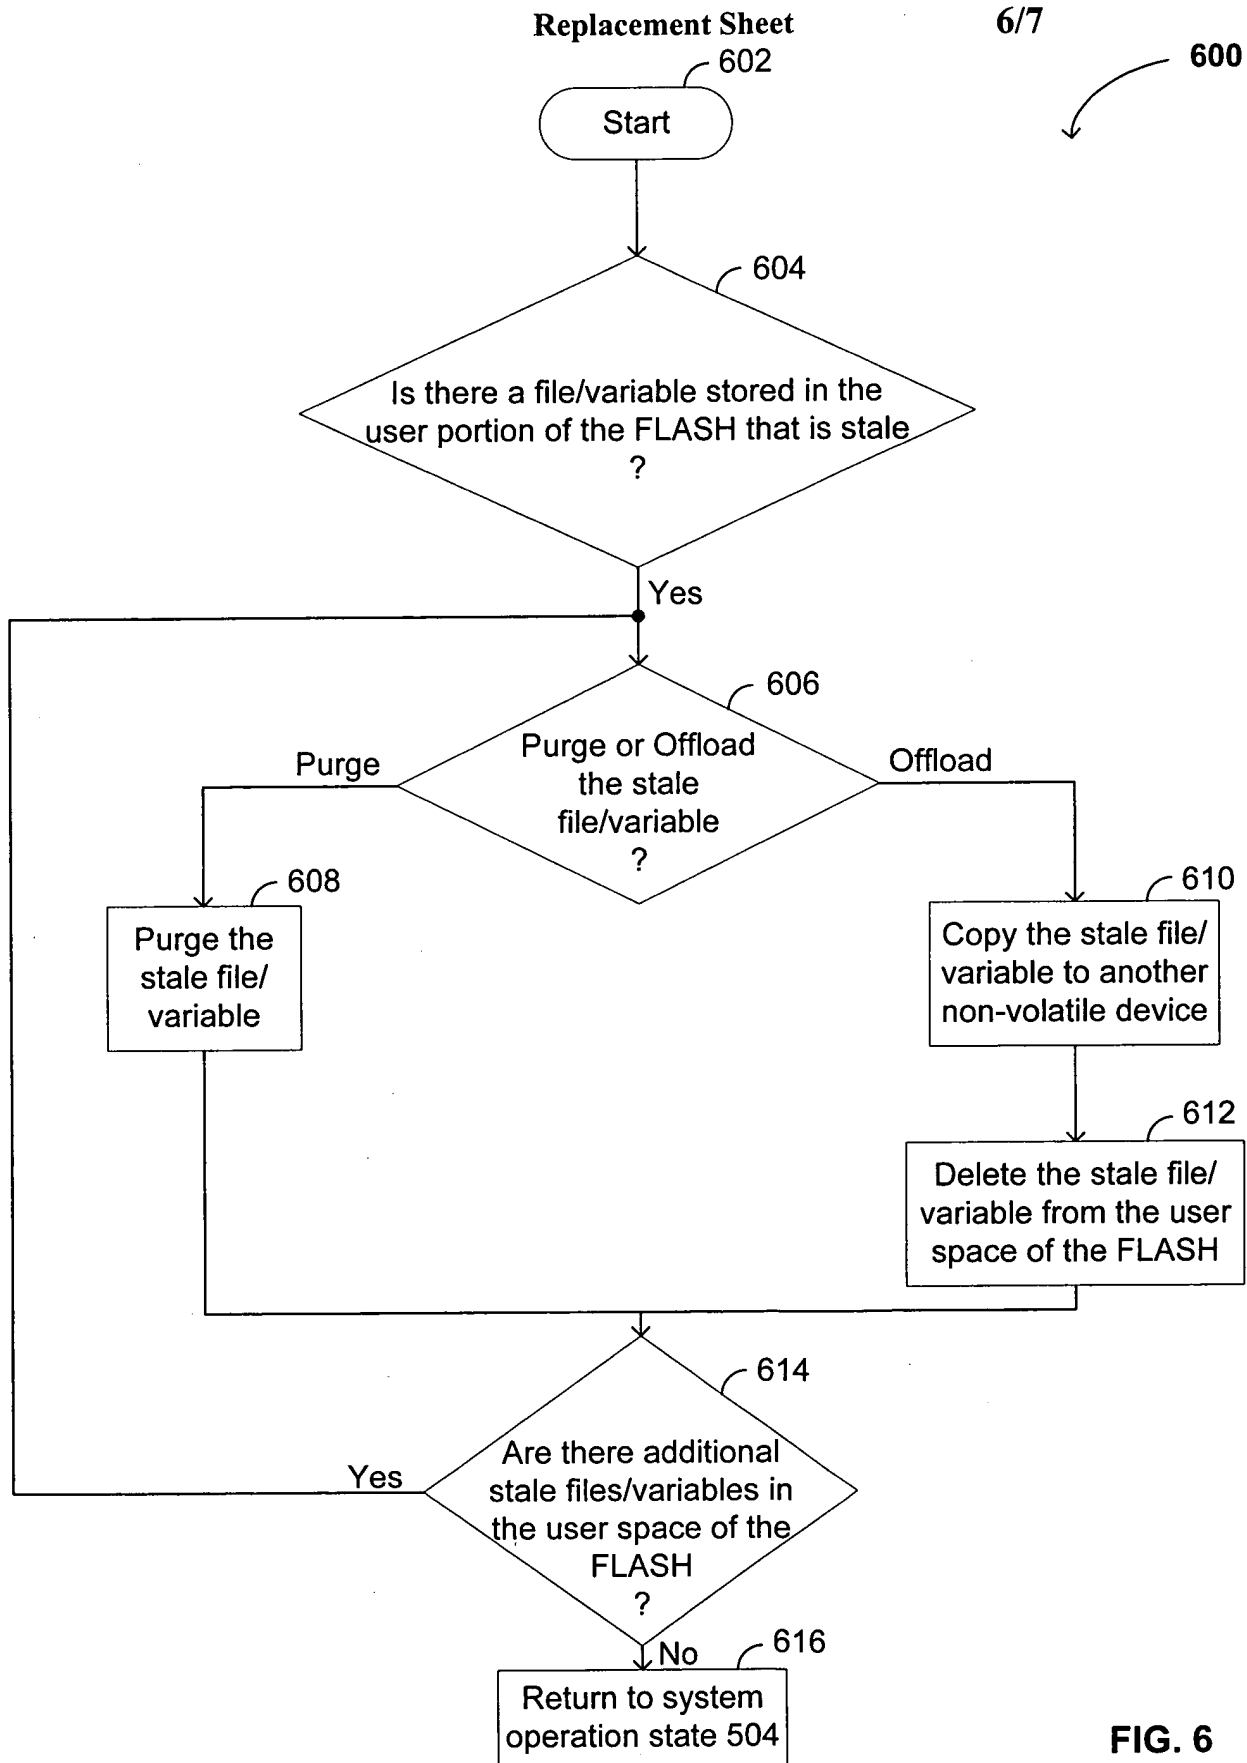 Replacement Sheet
6/7
602
600
Start
604
Is there a file/variable stored in the
user portion of the FLASH that is stale
?
Yes
606
Purge or Offload
the stale
file/variable
?
Purge
Offload
608
Purge the
stale file/
variable
610
Copy the stale file/
variable to another
non-volatile device
612
Delete the stale file/
variable from the user
space of the FLASH
614
Are there additional
stale files/variables in
the user space of the
FLASH
?
Yes
No
616
Return to system
operation state 504
FIG. 6